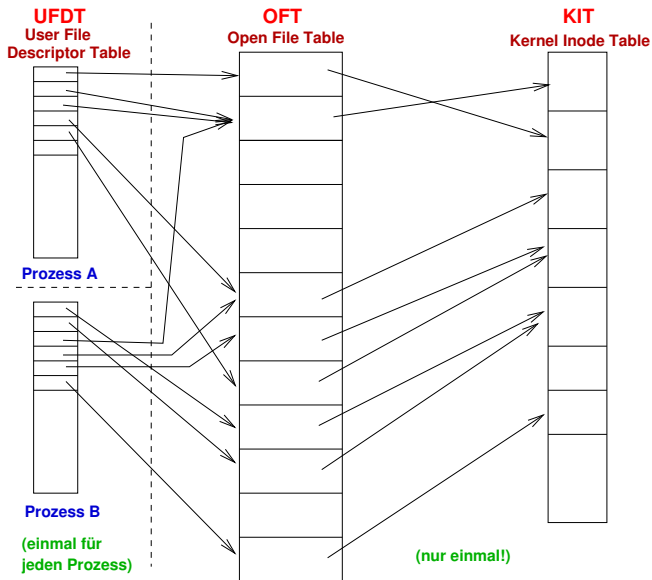 UFDT
User File
Descriptor Table
OFT
Open File Table
KIT
Kernel Inode Table
Prozess A
Prozess B
(einmal für
jeden Prozess)
(nur einmal!)